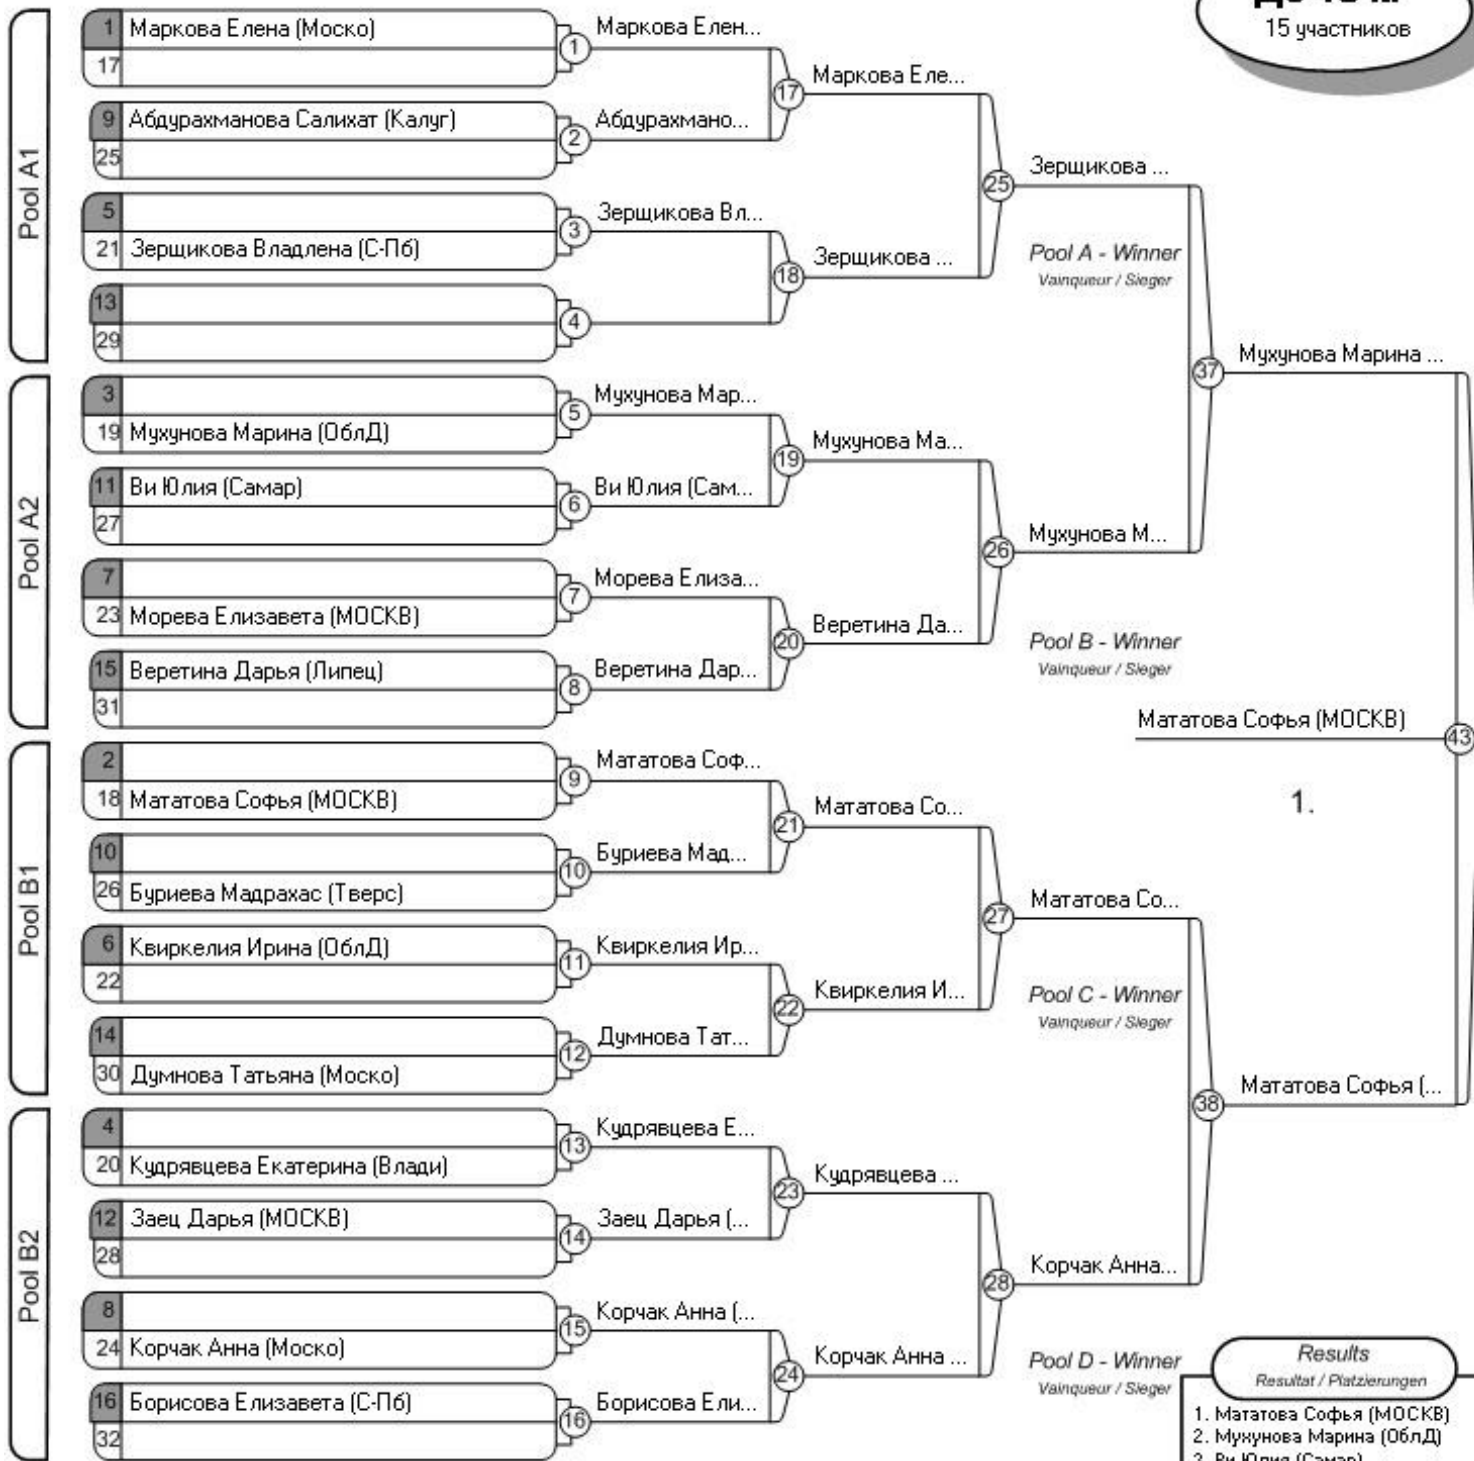 15 участников
Pool A1
1 Маркова Елена (Моско)
17
1
Маркова Елен...
9 Абдурахманова Салихат (Калуг)
25
2
Абдурахмано...
17
Маркова Еле...
5
21 Зерщикова Владлена (С-Пб)
3
Зерщикова Вл...
13
29
4
18
Зерщикова ...
25
Зерщикова ...
Pool A - Winner
Vainqueur / Sieger
Pool A2
3
19 Мухунова Марина (ОблД)
5
Мухунова Мар...
11 Ви Юлия (Самар)
27
6
Ви Юлия (Сам...
19
Мухунова Ма...
7
23 Морева Елизавета (МОСКВ)
7
Морева Елиза...
15 Веретина Дарья (Липец)
31
8
Веретина Дар...
20
Веретина Да...
26
Мухунова М...
37
Мухунова Марина ...
Pool B - Winner
Vainqueur / Sieger
Мататова Софья (МОСКВ)
43
1.
Pool B1
2
18 Мататова Софья (МОСКВ)
9
Мататова Соф...
10
26 Буриева Мадрахас (Тверс)
10
Буриева Мад...
21
Мататова Со...
6 Квиркелия Ирина (ОблД)
22
11
Квиркелия Ир...
14
30 Думнова Татьяна (Моско)
12
Думнова Тат...
22
Квиркелия И...
27
Мататова Со...
Pool C - Winner
Vainqueur / Sieger
Pool B2
4
20 Кудрявцева Екатерина (Влади)
13
Кудрявцева Е...
12 Заец Дарья (МОСКВ)
28
14
Заец Дарья (...
23
Кудрявцева ...
8
24 Корчак Анна (Моско)
15
Корчак Анна (...
16 Борисова Елизавета (С-Пб)
32
16
Борисова Ели...
24
Корчак Анна ...
28
Корчак Анна...
38
Мататова Софья (...
Pool D - Winner
Vainqueur / Sieger
Results
Resultat / Platzierungen
1. Мататова Софья (МОСКВ)
2. Мухунова Марина (ОблД)
Ви Юлия (Самар)